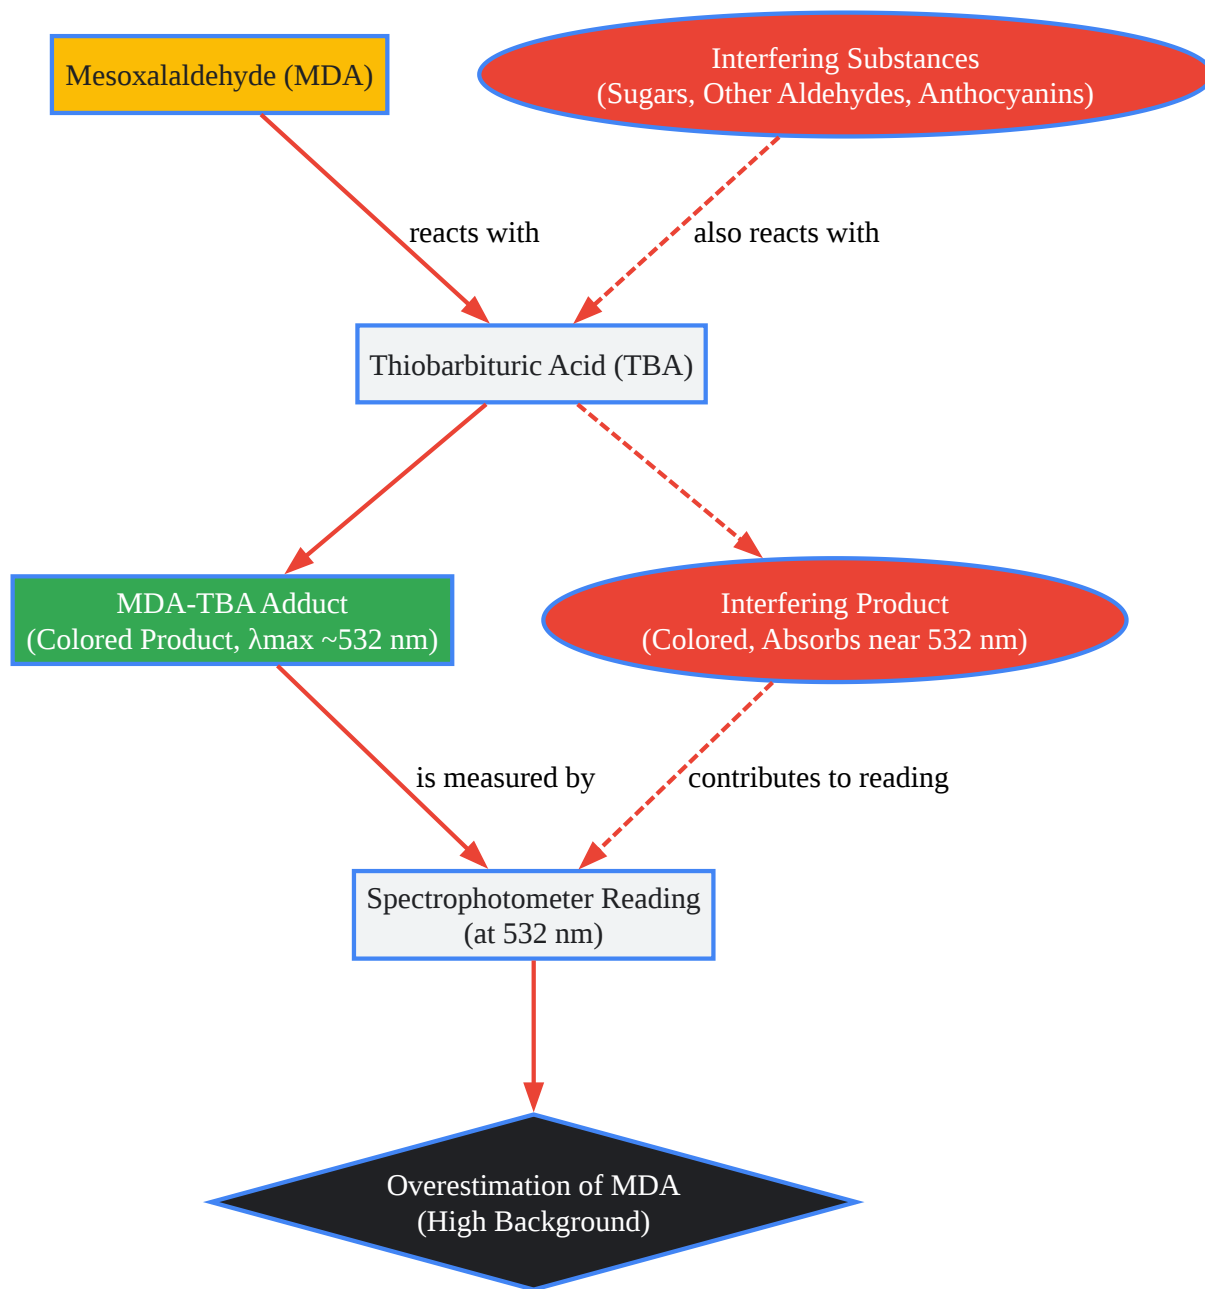 Mesoxalaldehyde (MDA)
Interfering Substances
(Sugars, Other Aldehydes, Anthocyanins)
reacts with
also reacts with
Thiobarbituric Acid (TBA)
MDA-TBA Adduct
(Colored Product, λmax ~532 nm)
Interfering Product
(Colored, Absorbs near 532 nm)
is measured by
contributes to reading
Spectrophotometer Reading
(at 532 nm)
Overestimation of MDA
(High Background)